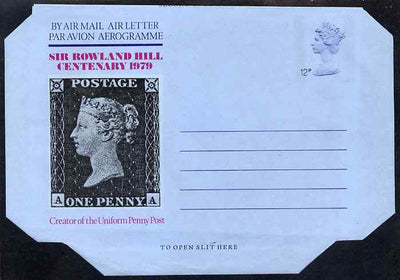 BY AIR MAIL AIR LETTER
PAR AVION AEROGRAMME
SIR ROWLAND HILL
CENTENARY 1979
12P
POSTAGE
A ONE PENNY A
Creator of the Uniform Penny Post
TO OPEN SLIT HERE